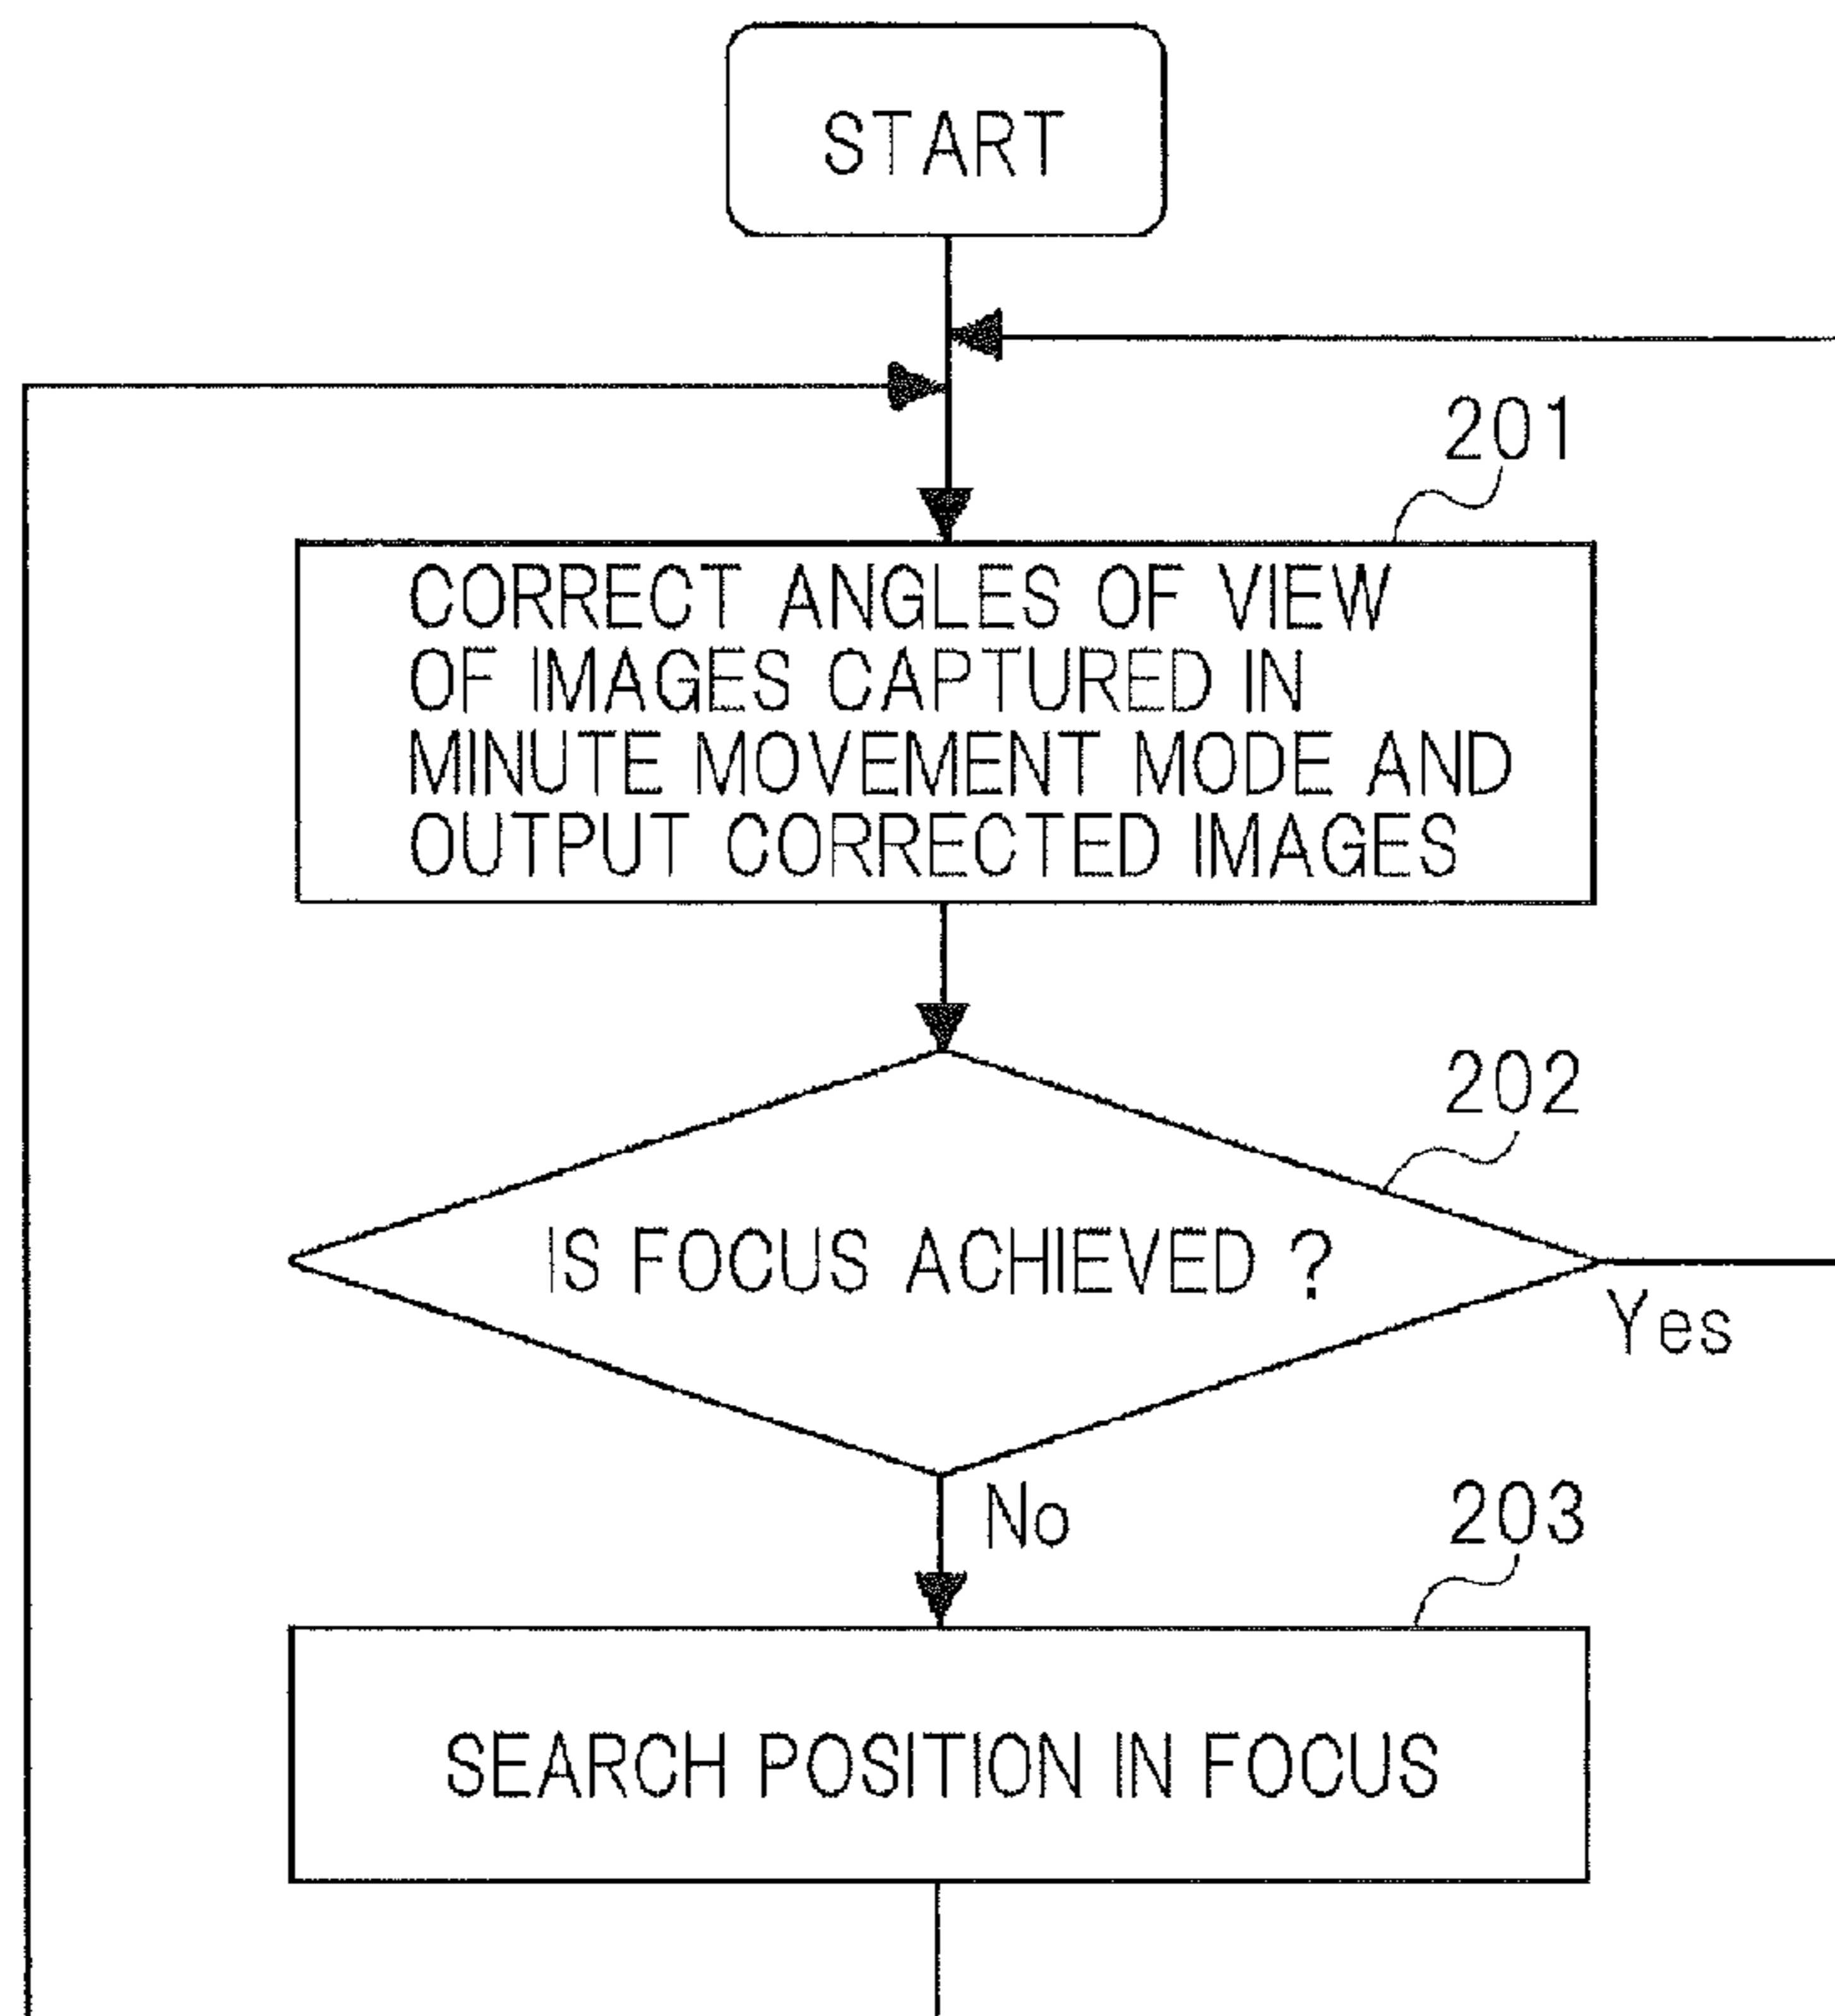 START
201
CORRECT ANGLES OF VIEW
OF IMAGES CAPTURED IN
MINUTE MOVEMENT MODE AND
OUTPUT CORRECTED IMAGES
202
IS FOCUS ACHIEVED ?
Yes
No
203
SEARCH POSITION IN FOCUS